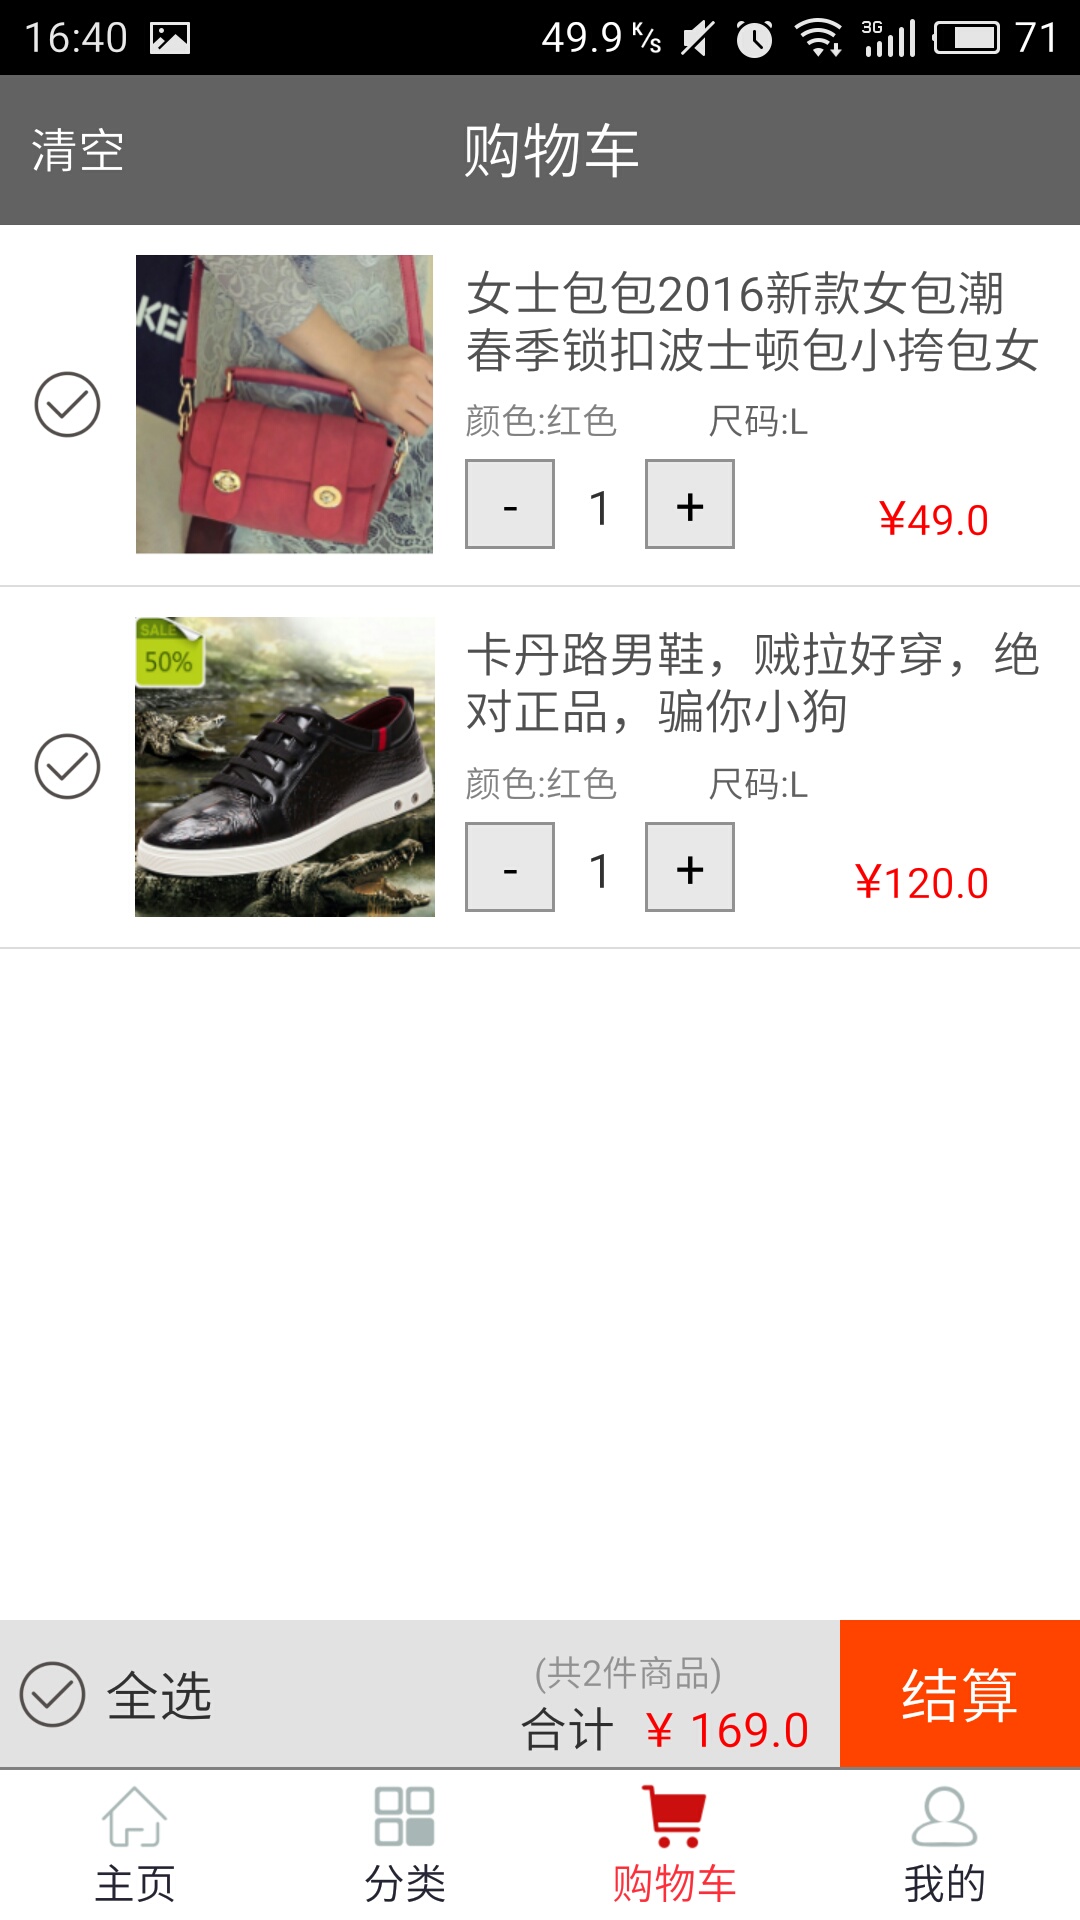 16:40 49.9 K/s 3G 71
清空 购物车
KEi
女士包包2016新款女包潮
春季锁扣波士顿包小挎包女
颜色:红色 尺码:L
- 1 + ¥49.0
SALE
50%
卡丹路男鞋，贼拉好穿，绝
对正品，骗你小狗
颜色:红色 尺码:L
- 1 + ¥120.0
(共2件商品)
全选 合计 ¥ 169.0 结算
主页 分类 购物车 我的